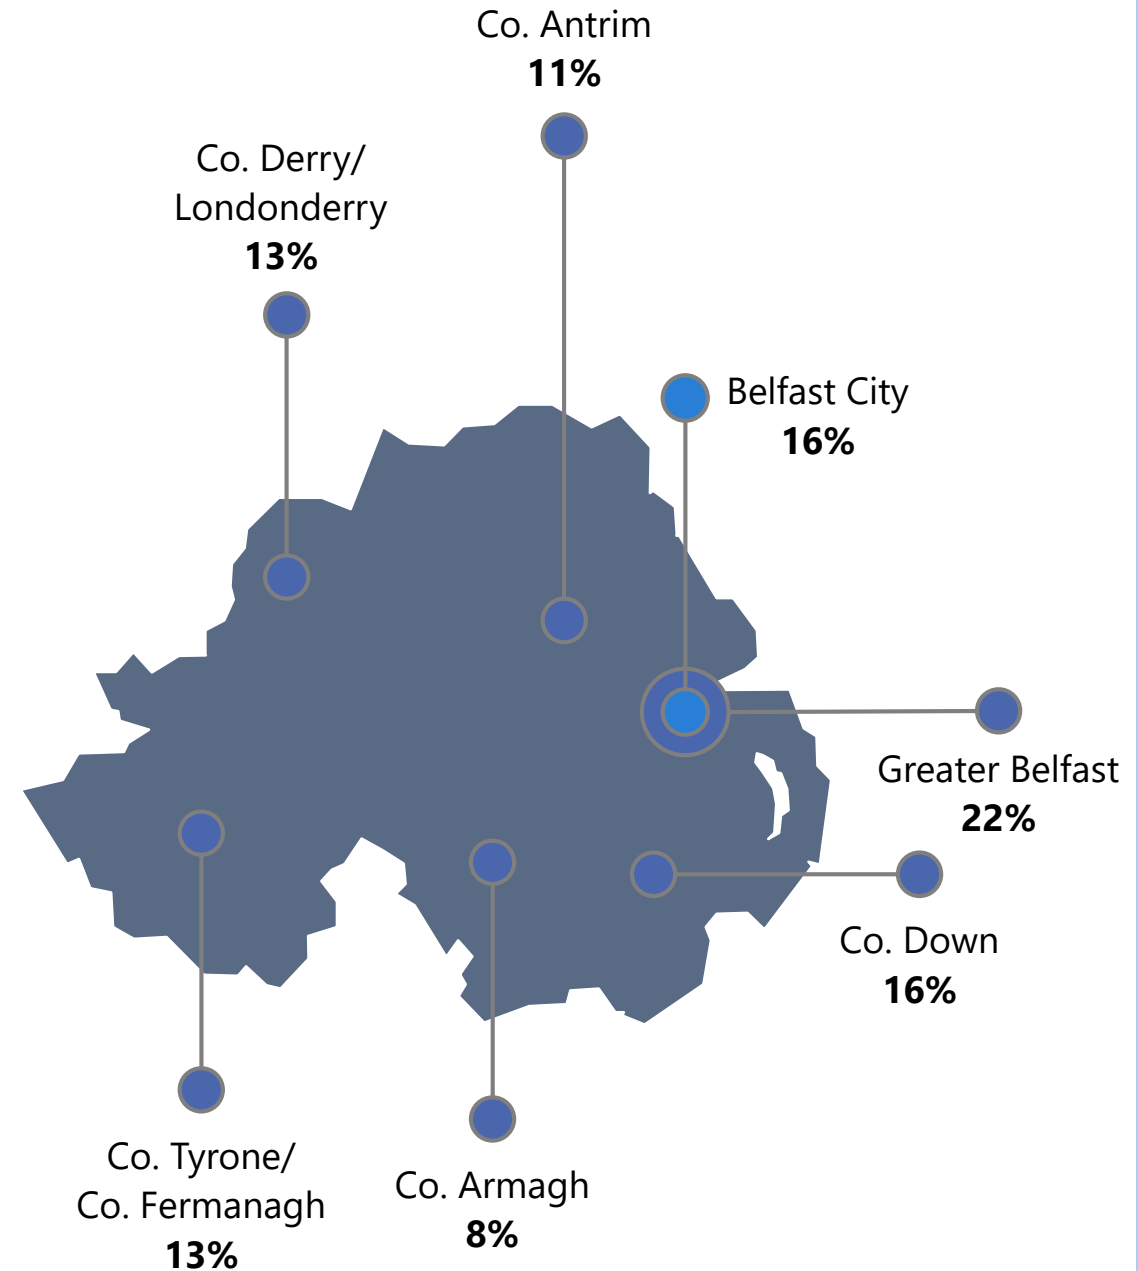 Co. Antrim
11%
Co. Derry/
Londonderry
13%
Belfast City
16%
Greater Belfast
22%
Co. Down
16%
Co. Tyrone/
Co. Fermanagh
13%
Co. Armagh
8%